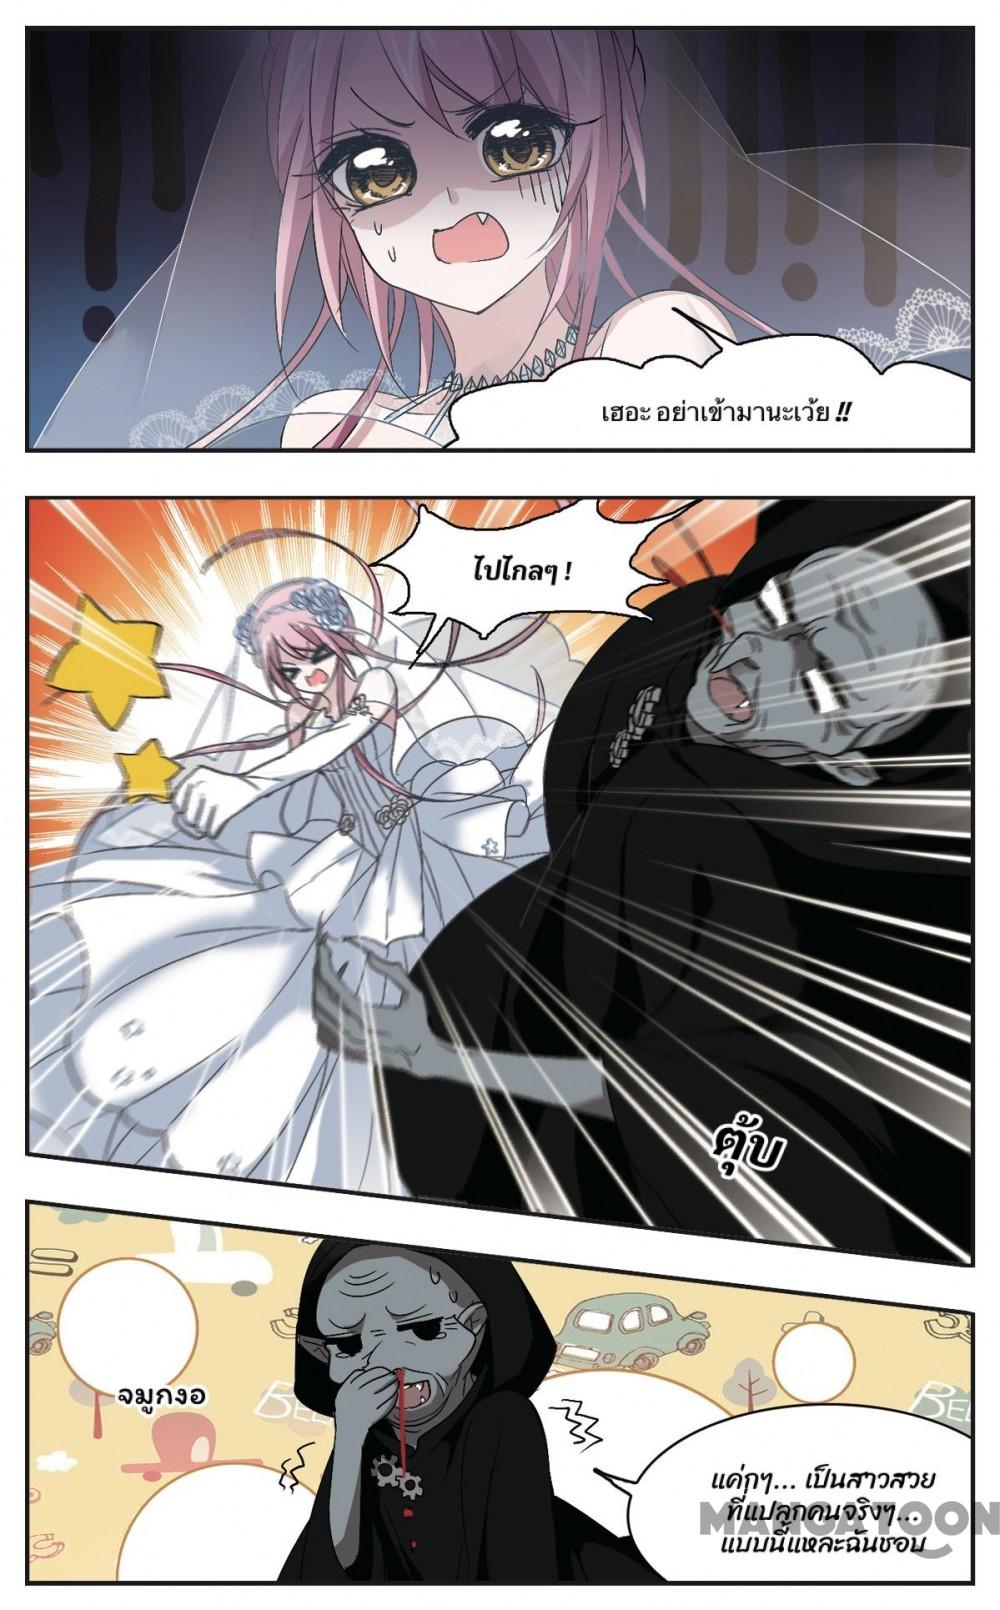 เฮอะ อย่าเข้ามานะเว้ย !!
ไปไกลๆ !
ตุ้บ
จมูกงอ
แค่กๆ... เป็นสาวสวย
ที่แปลกคนจริงๆ...
แบบนี้แหละฉันชอบ
MANGATOON